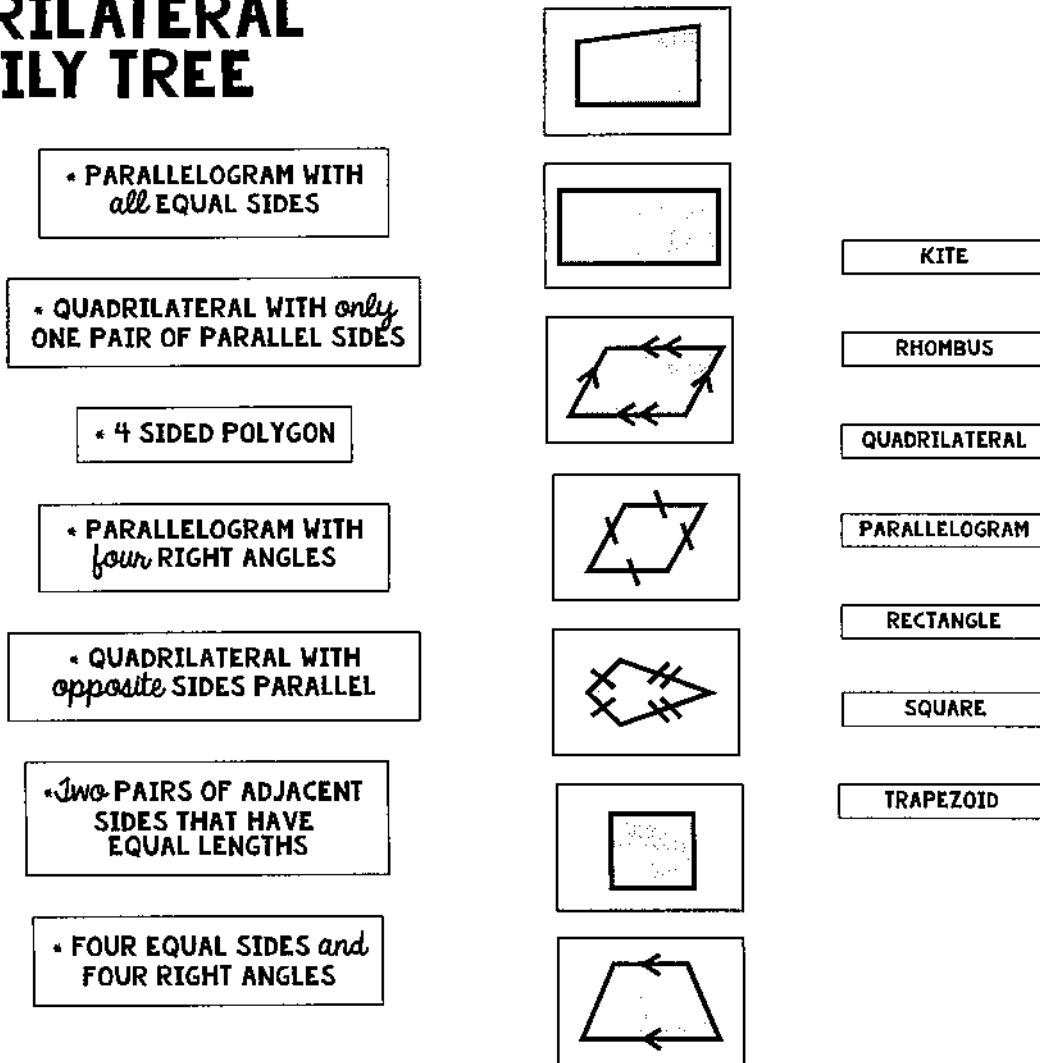 RILATERAL
ILY TREE
* PARALLELOGRAM WITH
all EQUAL SIDES
* QUADRILATERAL WITH only
ONE PAIR OF PARALLEL SIDES
* 4 SIDED POLYGON
* PARALLELOGRAM WITH
four RIGHT ANGLES
* QUADRILATERAL WITH
opposite SIDES PARALLEL
* Two PAIRS OF ADJACENT
SIDES THAT HAVE
EQUAL LENGTHS
* FOUR EQUAL SIDES and
FOUR RIGHT ANGLES
KITE
RHOMBUS
QUADRILATERAL
PARALLELOGRAM
RECTANGLE
SQUARE
TRAPEZOID